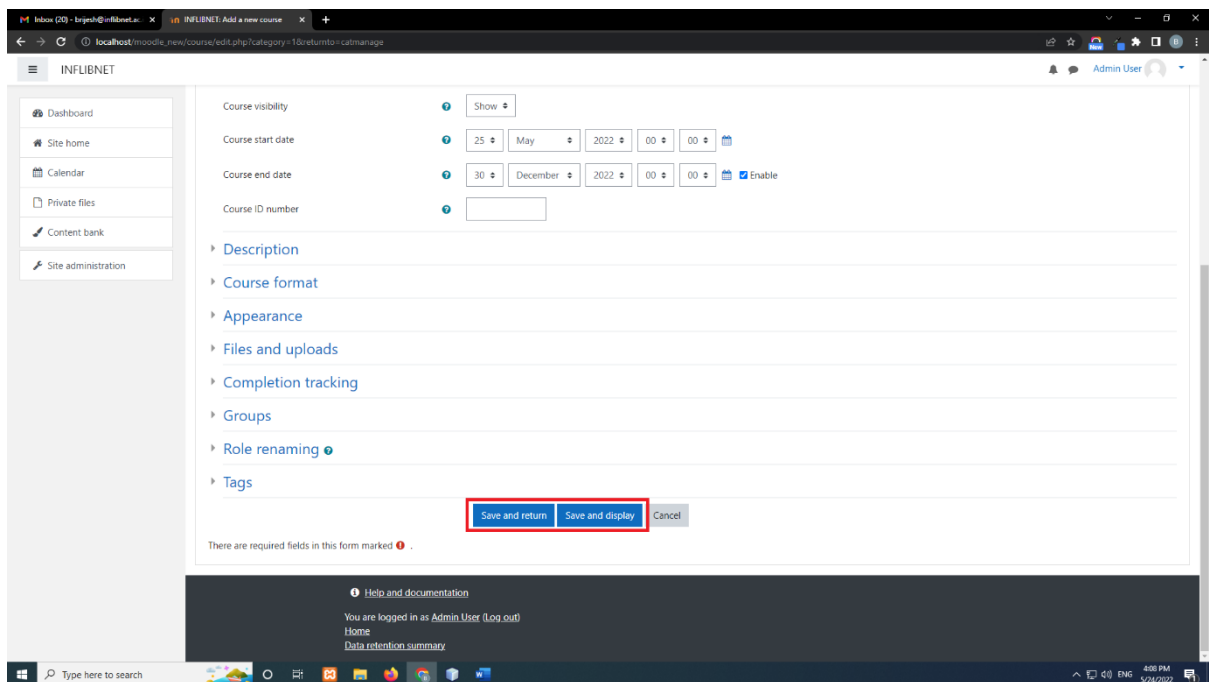 Inbox (20) - brijesh@inflibnet.ac. INFLIBNET: Add a new course
localhost/moodle_new/course/edit.php?category=1&returnto=catmanage New B
INFLIBNET Admin User
Dashboard
Site home
Calendar
Private files
Content bank
Site administration
Course visibility Show
Course start date 25 May 2022 00 00
Course end date 30 December 2022 00 00 Enable
Course ID number
Description
Course format
Appearance
Files and uploads
Completion tracking
Groups
Role renaming
Tags
Save and return Save and display Cancel
There are required fields in this form marked .
Help and documentation
You are logged in as Admin User (Log out)
Home
Data retention summary
Type here to search ENG 4:08 PM
5/24/2022